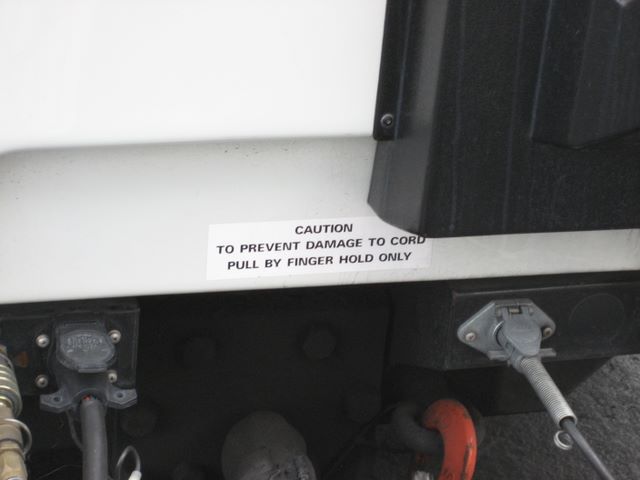 CAUTION
TO PREVENT DAMAGE TO CORD
PULL BY FINGER HOLD ONLY